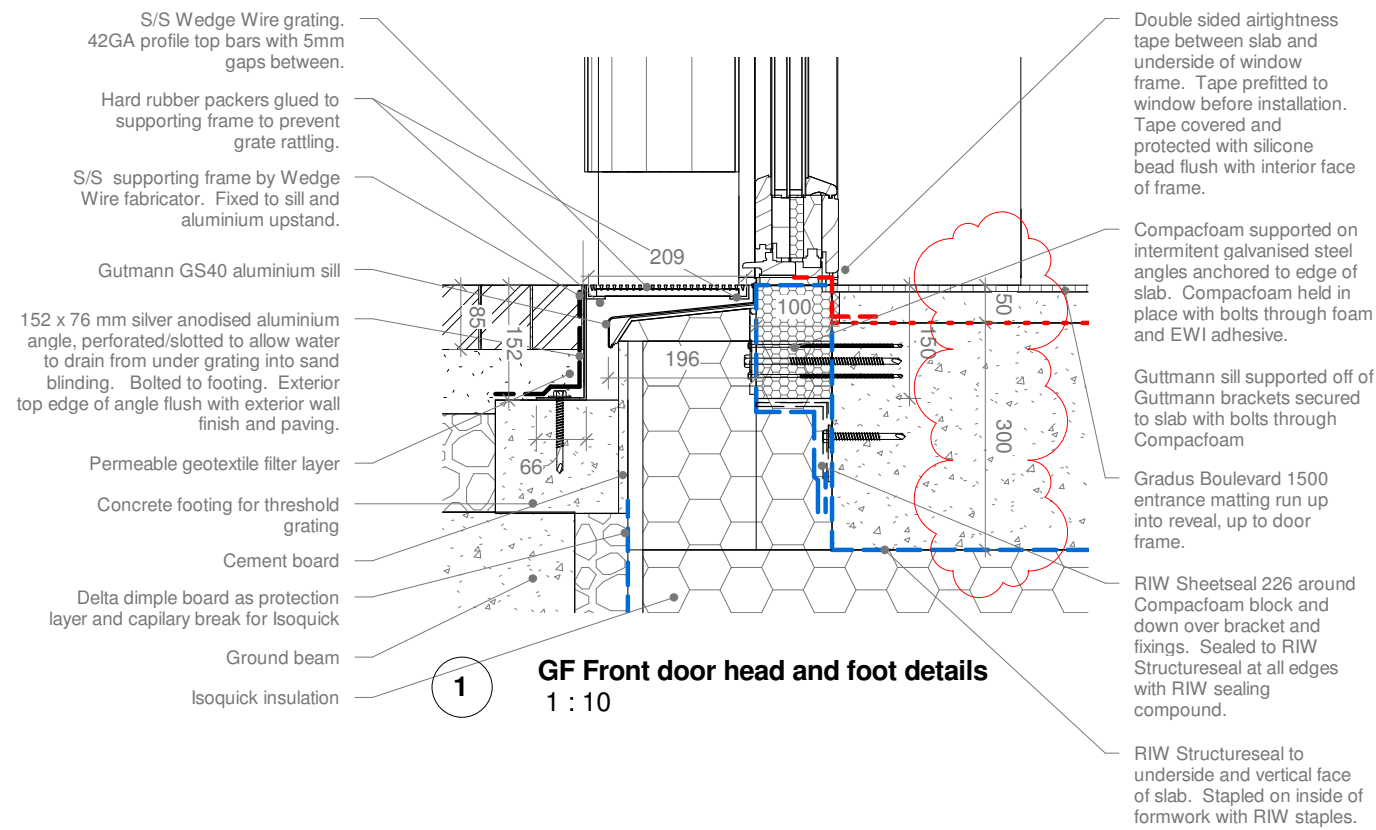 S/S Wedge Wire grating.
42GA profile top bars with 5mm
gaps between.
Hard rubber packers glued to
supporting frame to prevent
grate rattling.
S/S  supporting frame by Wedge
Wire fabricator.  Fixed to sill and
aluminium upstand.
Gutmann GS40 aluminium sill
152 x 76 mm silver anodised aluminium
angle, perforated/slotted to allow water
to drain from under grating into sand
blinding.  Bolted to footing.  Exterior
top edge of angle flush with exterior wall
finish and paving.
Permeable geotextile filter layer
Concrete footing for threshold
grating
Cement board
Delta dimple board as protection
layer and capilary break for Isoquick
Ground beam
Isoquick insulation
209
100
85
152
196
66
50
150
300
Double sided airtightness
tape between slab and
underside of window
frame.  Tape prefitted to
window before installation.
Tape covered and
protected with silicone
bead flush with interior face
of frame.
Compacfoam supported on
intermitent galvanised steel
angles anchored to edge of
slab.  Compacfoam held in
place with bolts through foam
and EWI adhesive.
Guttmann sill supported off of
Guttmann brackets secured
to slab with bolts through
Compacfoam
Gradus Boulevard 1500
entrance matting run up
into reveal, up to door
frame.
RIW Sheetseal 226 around
Compacfoam block and
down over bracket and
fixings.  Sealed to RIW
Structureseal at all edges
with RIW sealing
compound.
RIW Structureseal to
underside and vertical face
of slab.  Stapled on inside of
formwork with RIW staples.
1
GF Front door head and foot details
1 : 10